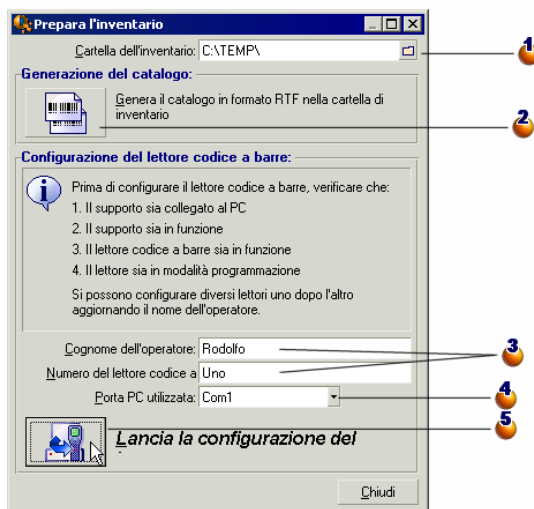 Prepara l'inventario
Cartella dell'inventario: C:\TEMP\
1
Generazione del catalogo:
Genera il catalogo in formato RTF nella cartella di
inventario
2
Configurazione del lettore codice a barre:
Prima di configurare il lettore codice a barre, verificare che:
1. Il supporto sia collegato al PC
2. Il supporto sia in funzione
3. Il lettore codice a barre sia in funzione
4. Il lettore sia in modalità programmazione
Si possono configurare diversi lettori uno dopo l'altro
aggiornando il nome dell'operatore.
Cognome dell'operatore: Rodolfo
3
Numero del lettore codice a Uno
Porta PC utilizzata: Com1
4
5
Lancia la configurazione del
Chiudi